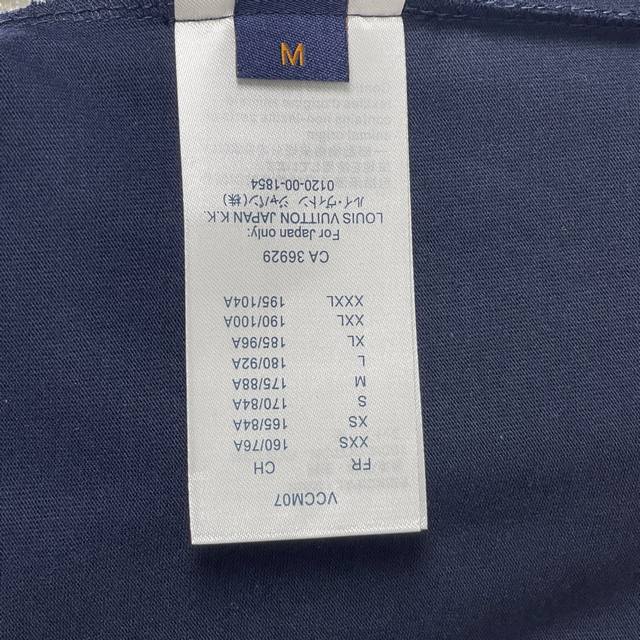 M
VCCM07
FR CH
XXS 160/76A
XS 165/84A
S 170/84A
M 175/88A
L 180/92A
XL 185/96A
XXL 190/100A
XXXL 195/104A
CA 36929
For Japan only:
LOUIS VUITTON JAPAN K.K.
ルイ・ヴィトン ジャパン(株)
0120-00-1854